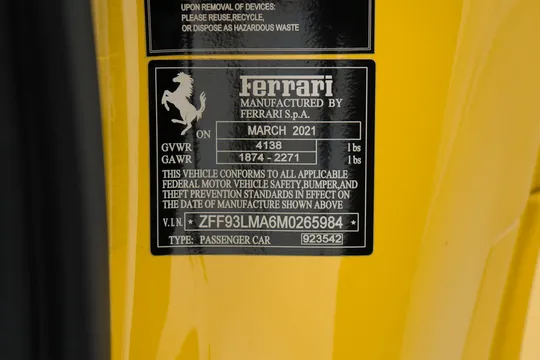 UPON REMOVAL OF DEVICES:
PLEASE REUSE,RECYCLE,
OR DISPOSE AS HAZARDOUS WASTE
Ferrari
MANUFACTURED BY
FERRARI S.p.A.
ON MARCH 2021
GVWR 4138 lbs
GAWR 1874 - 2271 lbs
THIS VEHICLE CONFORMS TO ALL APPLICABLE
FEDERAL MOTOR VEHICLE SAFETY,BUMPER,AND
THEFT PREVENTION STANDARDS IN EFFECT ON
THE DATE OF MANUFACTURE SHOWN ABOVE
V.I.N. * ZFF93LMA6M0265984 *
TYPE: PASSENGER CAR 923542